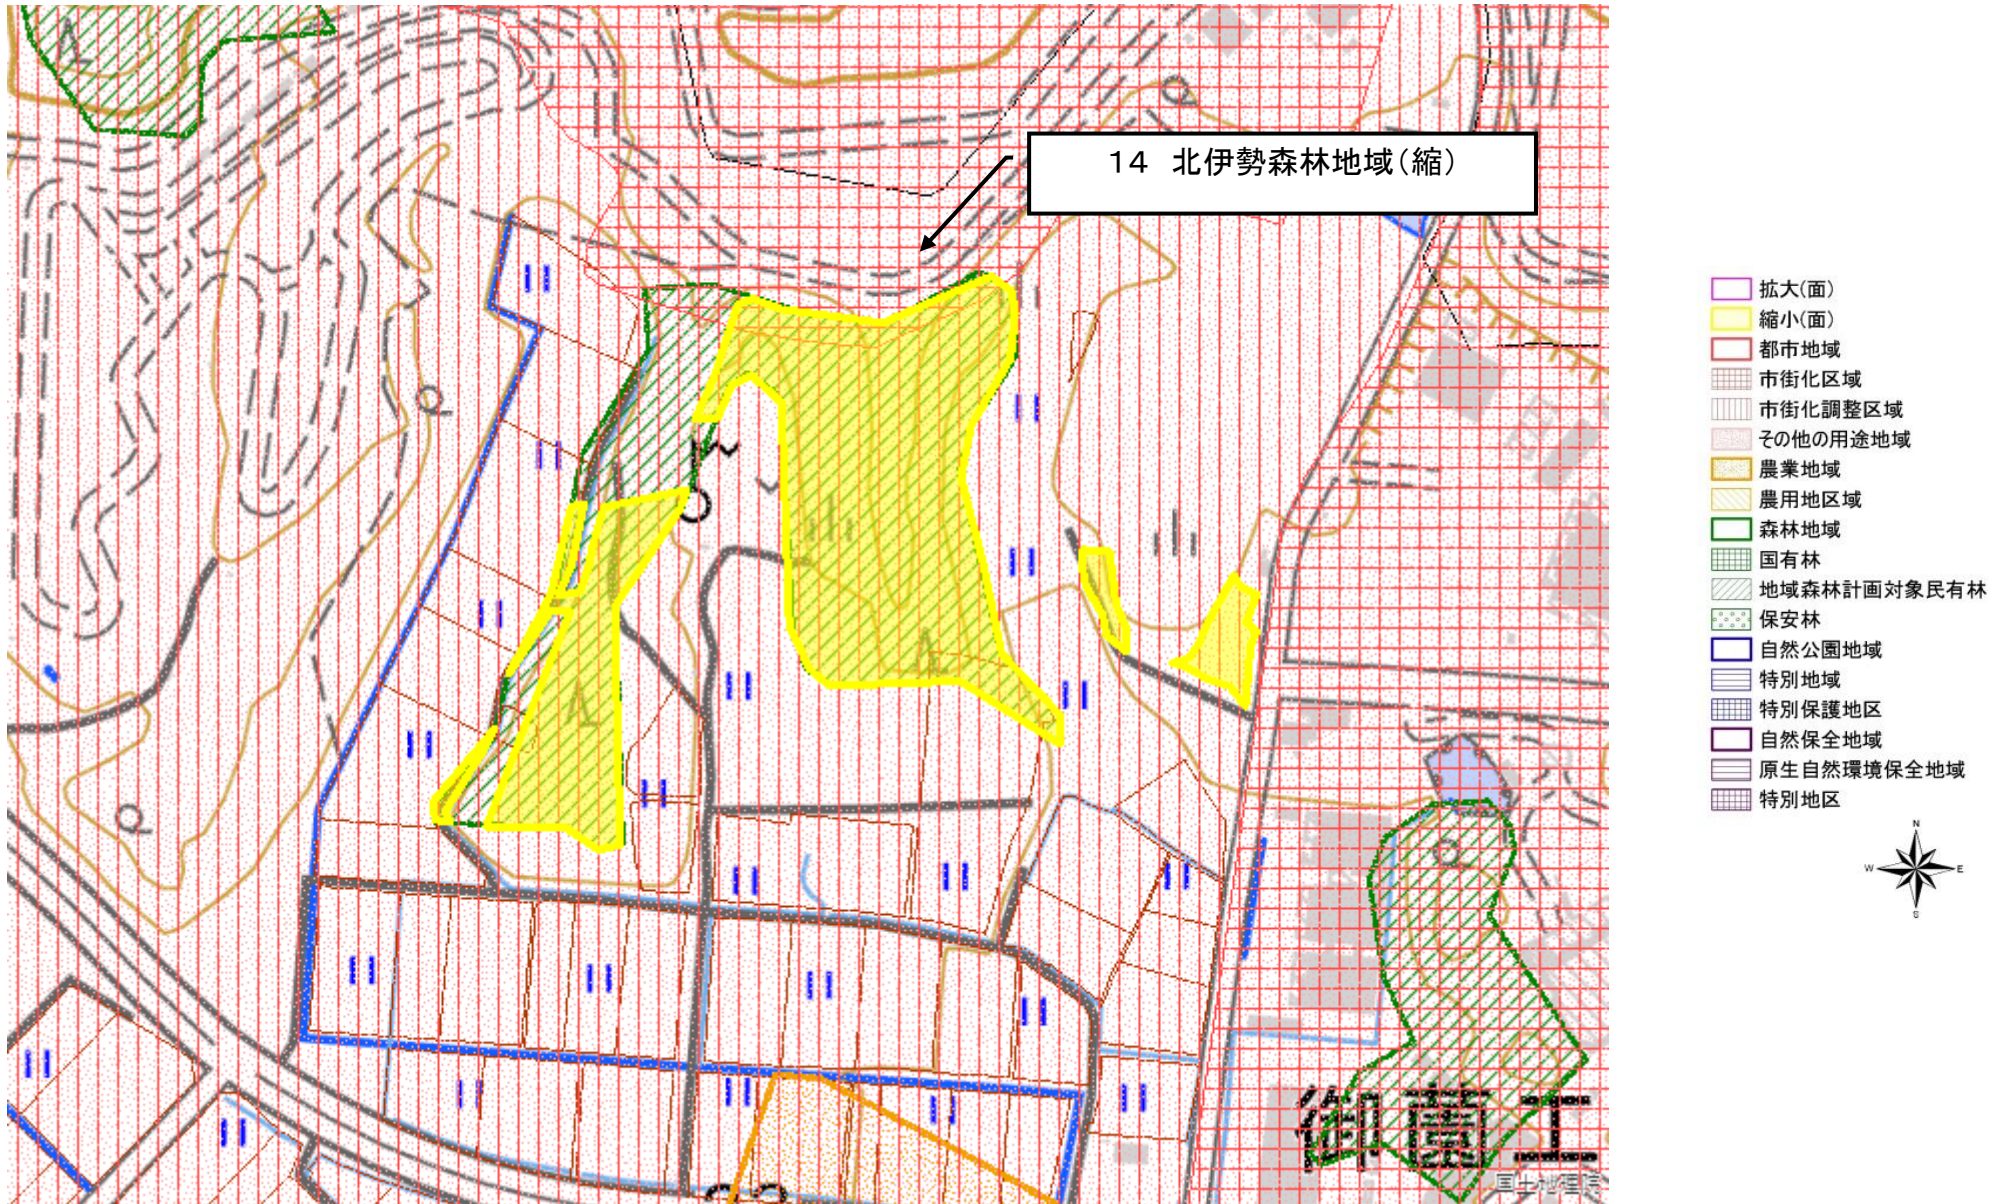 14 北伊勢森林地域(縮)
拡大(面)
縮小(面)
都市地域
市街化区域
市街化調整区域
その他の用途地域
農業地域
農用地区域
森林地域
国有林
地域森林計画対象民有林
保安林
自然公園地域
特別地域
特別保護地区
自然保全地域
原生自然環境保全地域
特別地区
N
W E
S
御薗工
国土地理院